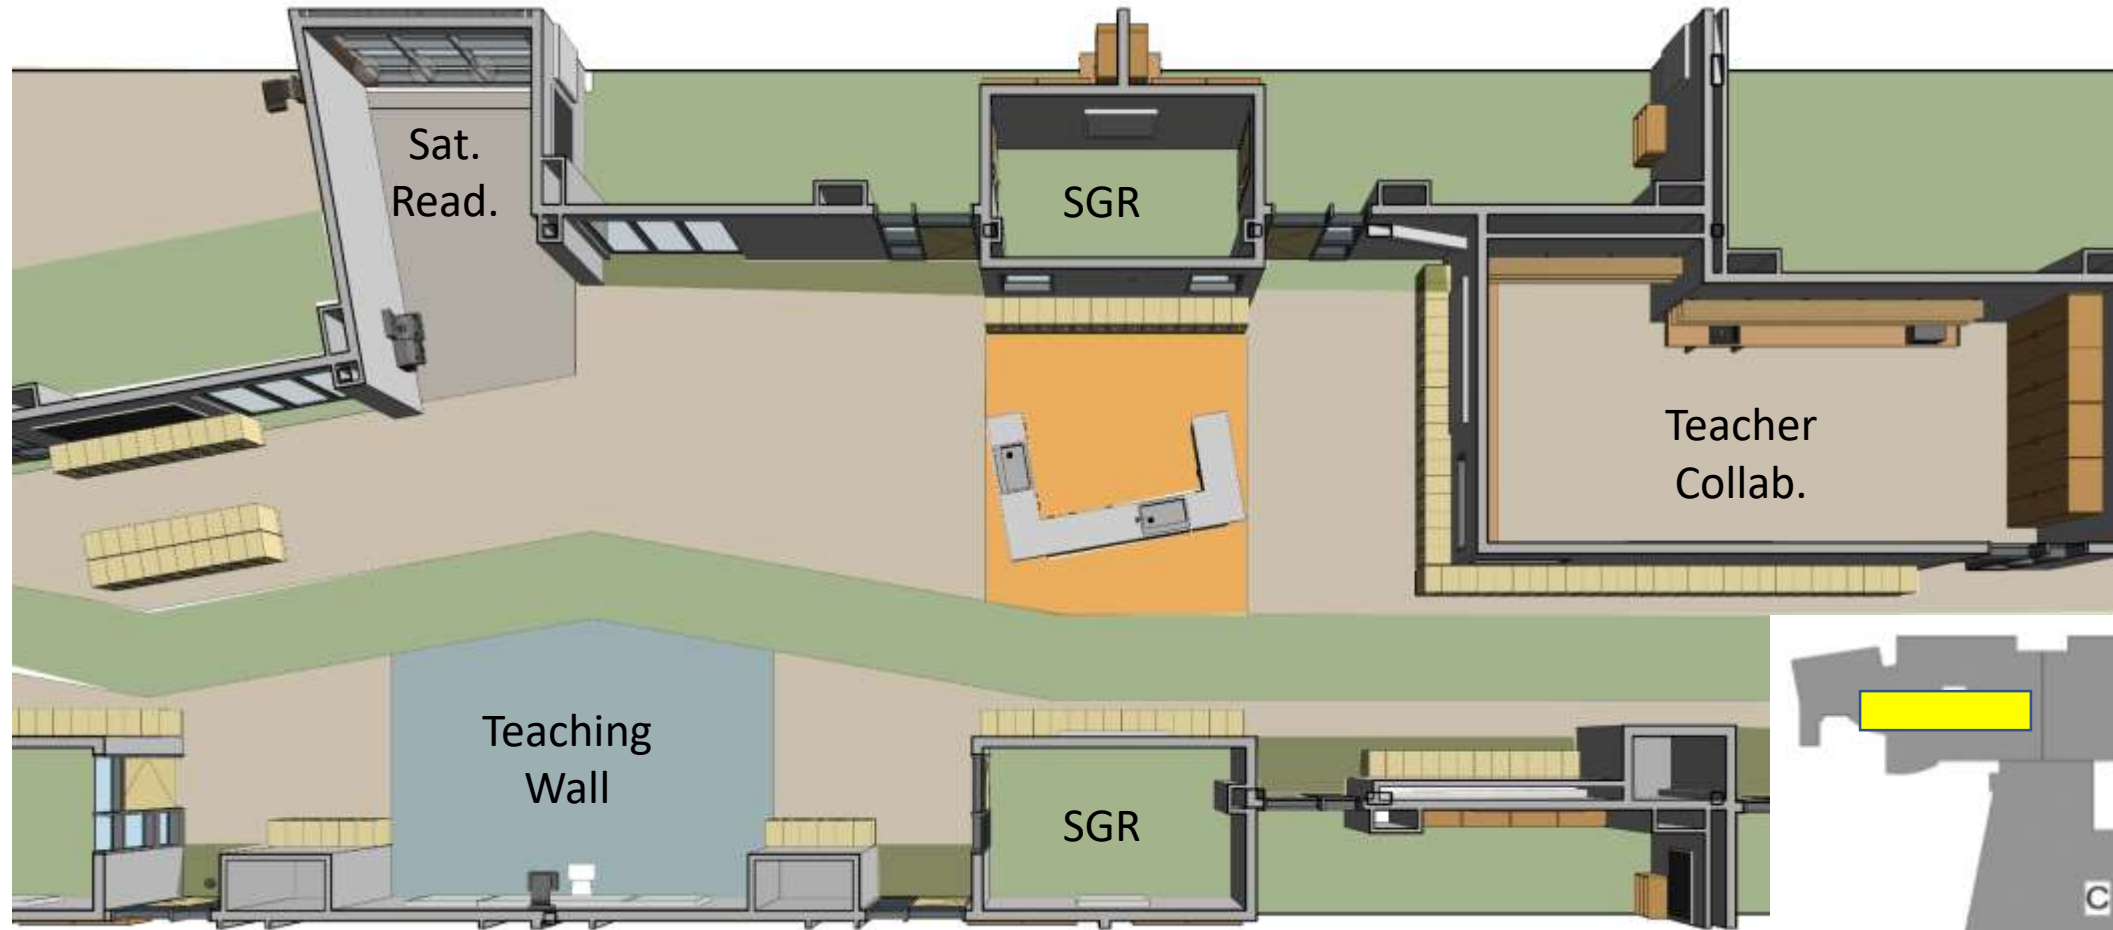 Sat.
Read.
SGR
Teacher
Collab.
Teaching
Wall
SGR
C